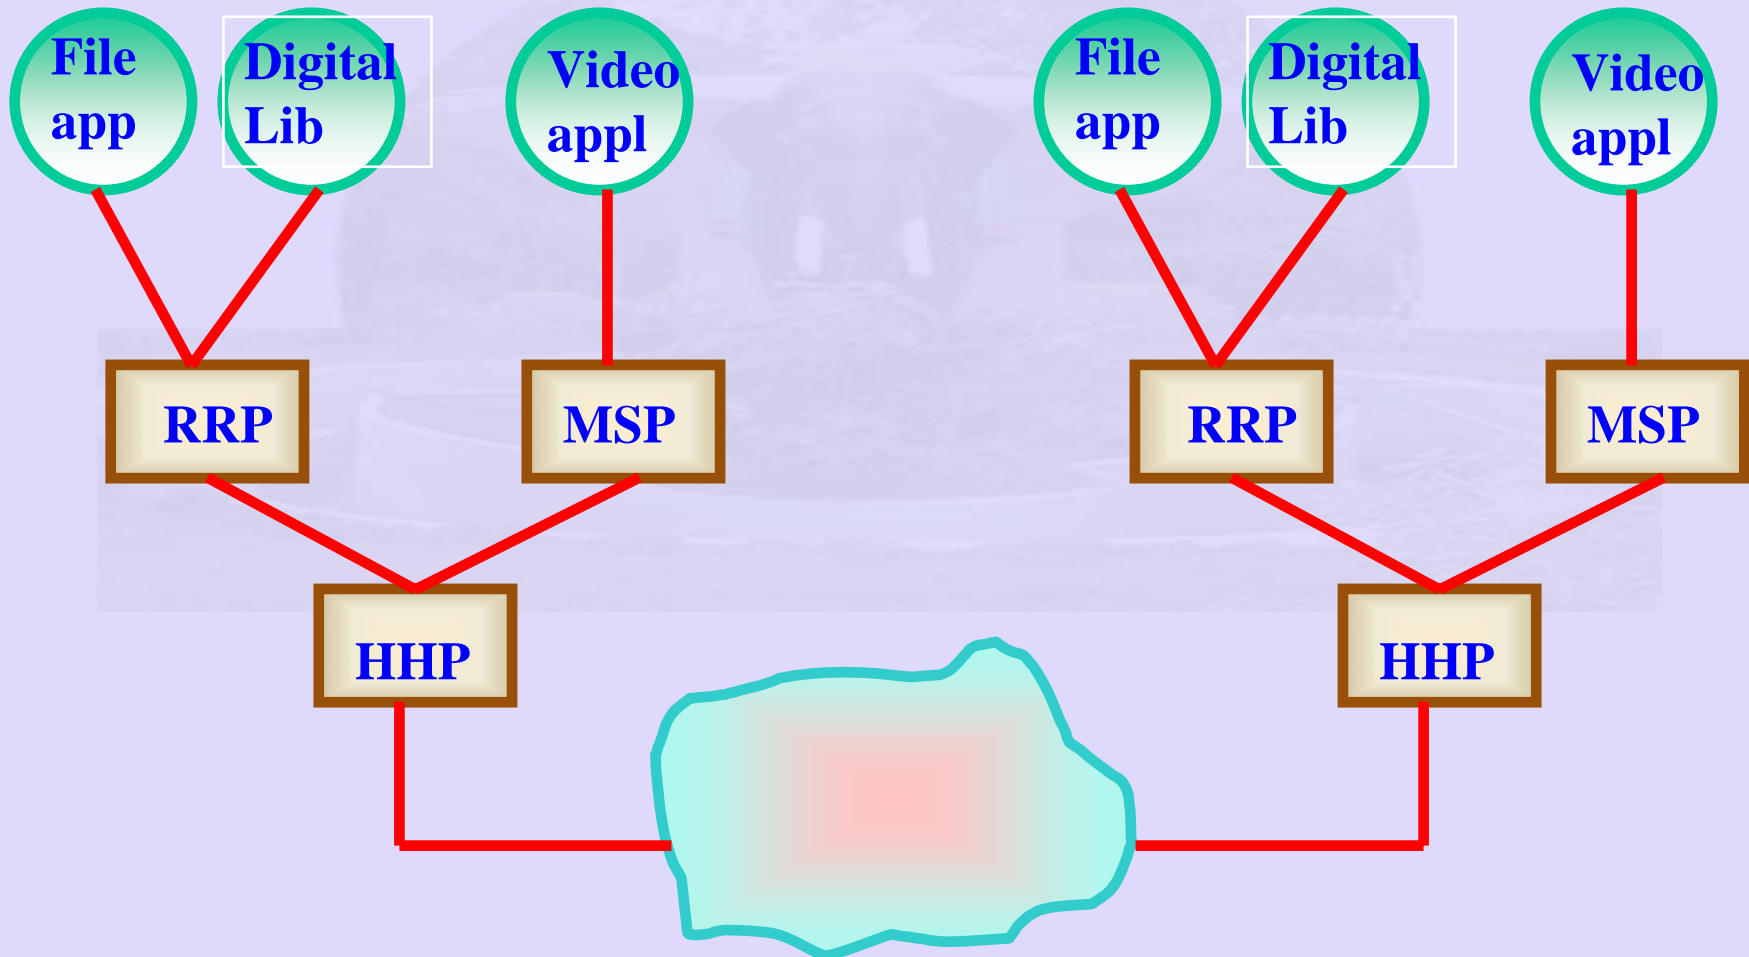 File
app
Digital
Lib
Video
appl
File
app
Digital
Lib
Video
appl
RRP
MSP
RRP
MSP
HHP
HHP